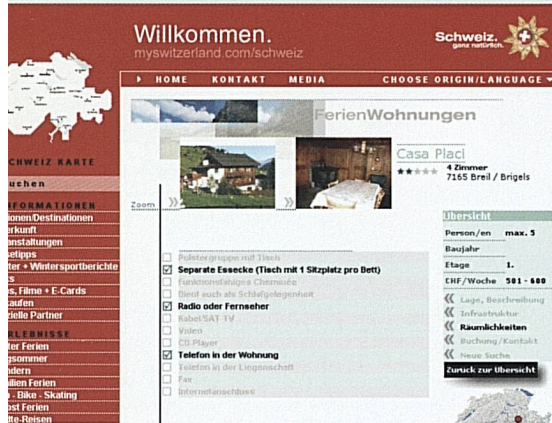 Willkommen.
myswitzerland.com/schweiz
Schweiz.
ganz natürlich.
HOME KONTAKT MEDIA CHOOSE ORIGIN/LANGUAGE
FerienWohnungen
Casa Placi
4 Zimmer
7165 Breil / Brigels
Zoom
CHWEIZ KARTE
uchen
NFORMATIONEN
ionen/Destinationen
erkunft
anstaltungen
setipps
ter + Wintersportberichte
s
s, Filme + E-Cards
aufen
zielle Partner
RLEBNISSE
ter Ferien
gsommer
ndern
ilien Ferien
- Bike - Skating
ost Ferien
dte-Reisen
Polstergruppe mit Tisch
Separate Essecke (Tisch mit 1 Sitzplatz pro Bett)
Funktionsfähiges Cheminée
Dient auch als Schlafgelegenheit
Radio oder Fernseher
Kabel/SAT-TV
Video
CD Player
Telefon in der Wohnung
Telefon in der Liegenschaft
Fax
Internetanschluss
Übersicht
Person/en max. 5
Baujahr
Etage 1.
CHF/Woche 501 - 600
Lage, Beschreibung
Infrastruktur
Räumlichkeiten
Buchung/Kontakt
Neue Suche
Zurück zur Übersicht